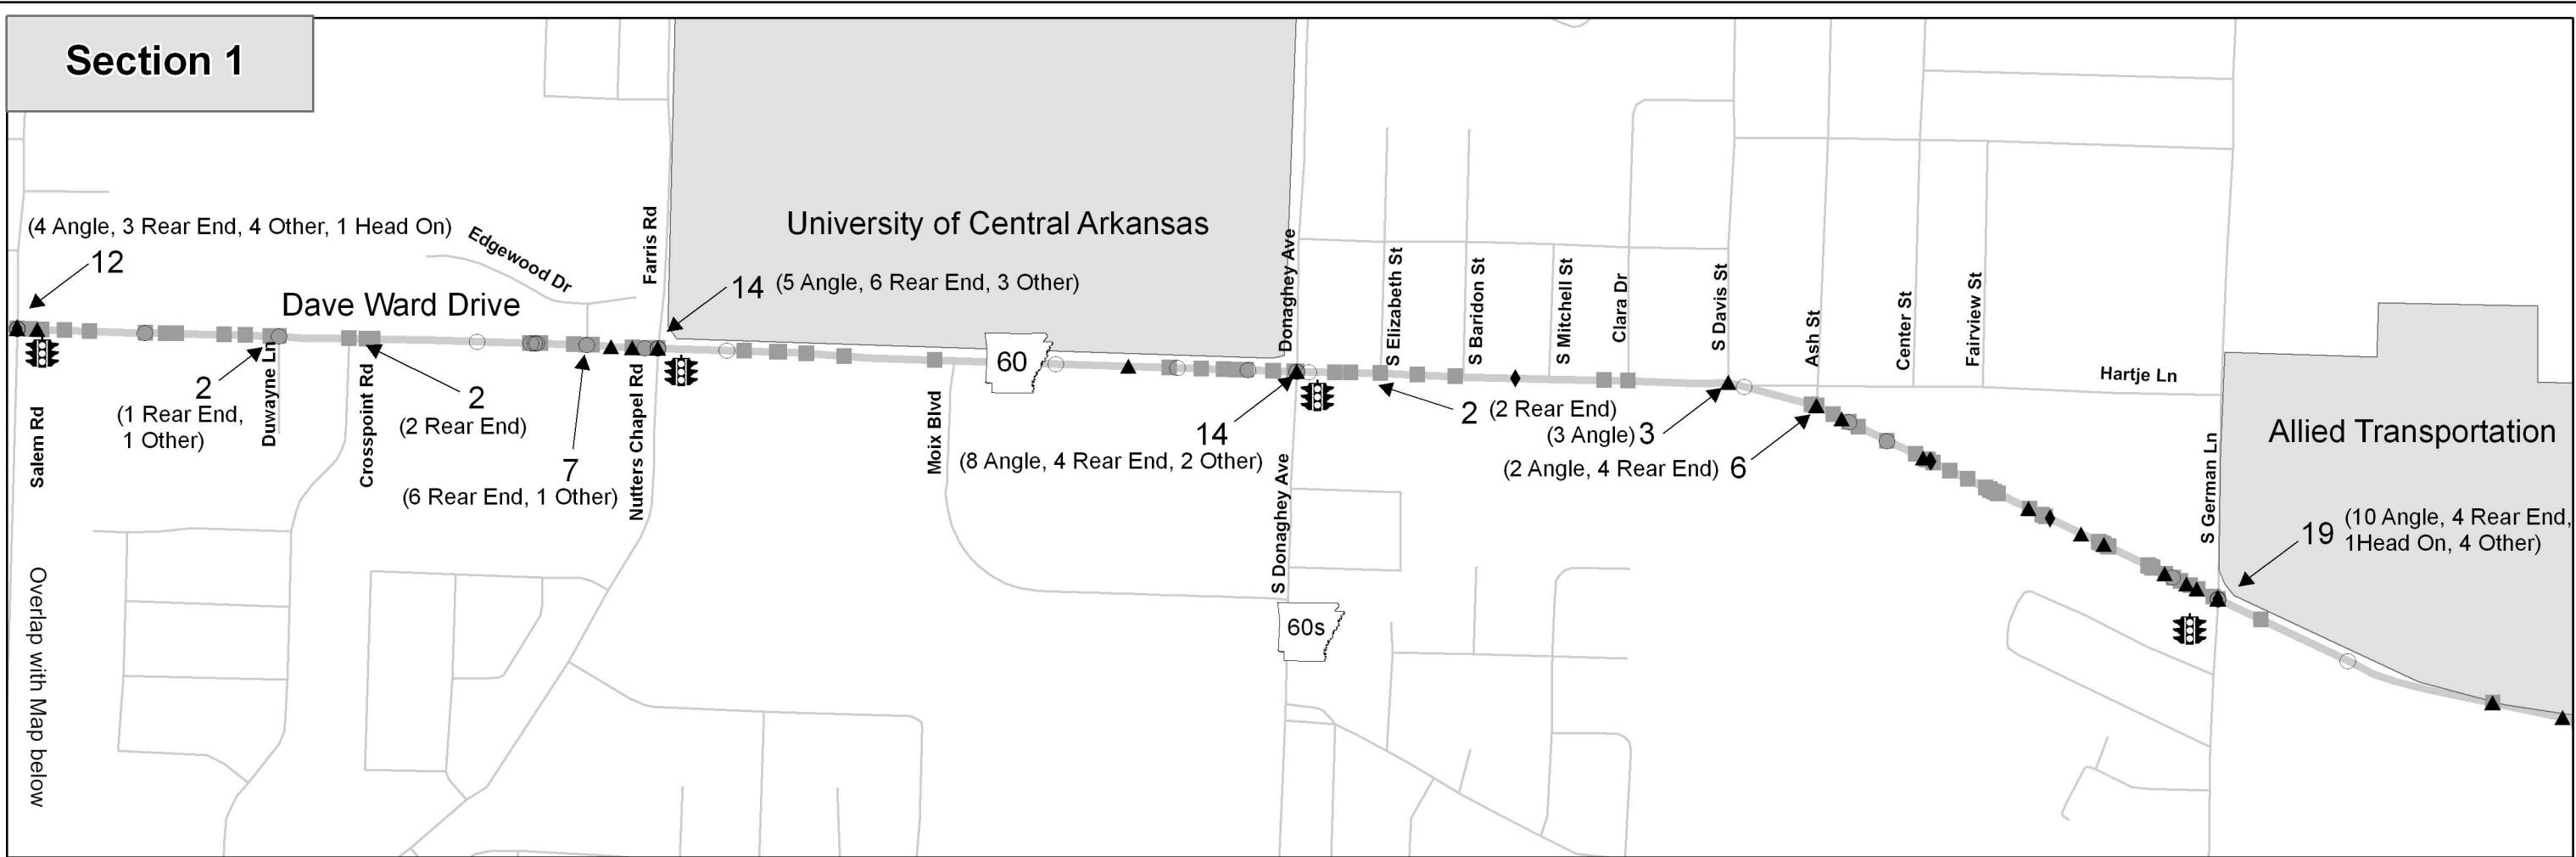 Section 1
(4 Angle, 3 Rear End, 4 Other, 1 Head On)
12
Edgewood Dr
Farris Rd
University of Central Arkansas
Dave Ward Drive
14 (5 Angle, 6 Rear End, 3 Other)
Donaghey Ave
S Elizabeth St
S Baridon St
S Mitchell St
Clara Dr
S Davis St
Ash St
Center St
Fairview St
Hartje Ln
60
2
(1 Rear End,
1 Other)
Duwayne Ln
Crosspoint Rd
2
(2 Rear End)
7
(6 Rear End, 1 Other)
Nutters Chapel Rd
Salem Rd
Moix Blvd
14
(8 Angle, 4 Rear End, 2 Other)
2 (2 Rear End)
(3 Angle) 3
(2 Angle, 4 Rear End) 6
S Donaghey Ave
60s
S German Ln
Allied Transportation
19 (10 Angle, 4 Rear End,
1Head On, 4 Other)
Overlap with Map below